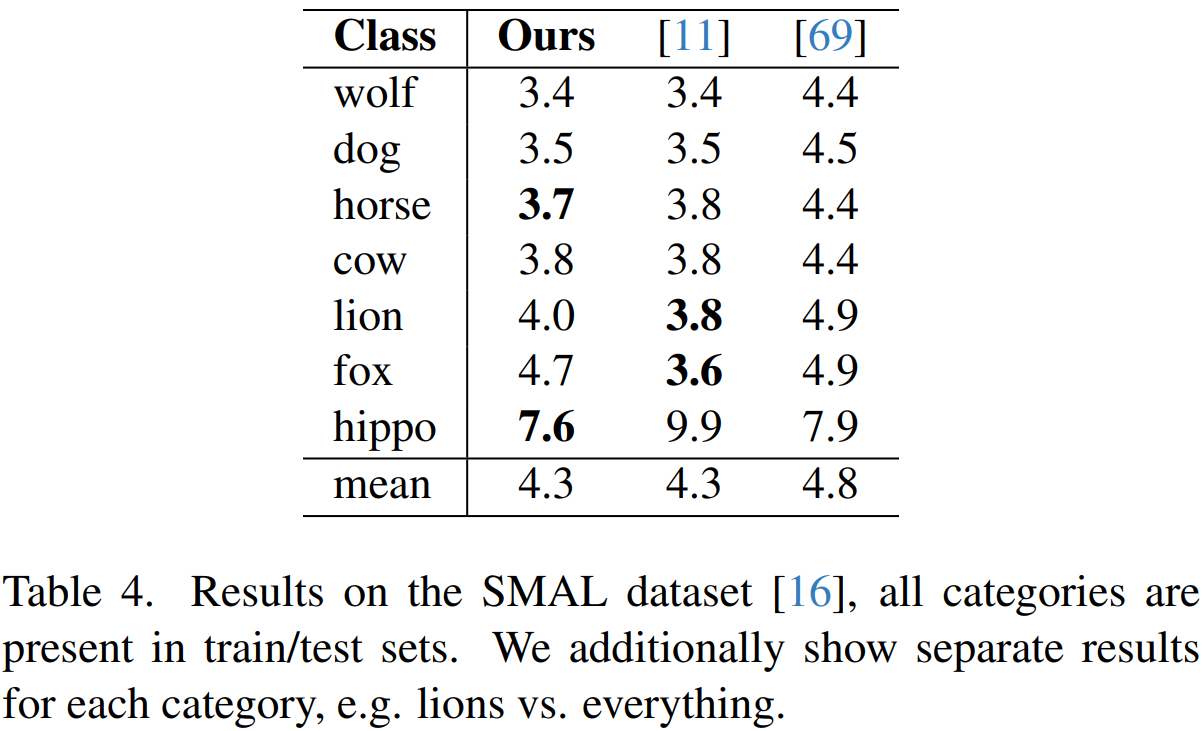 Class Ours [11] [69]
wolf 3.4 3.4 4.4
dog 3.5 3.5 4.5
horse 3.7 3.8 4.4
cow 3.8 3.8 4.4
lion 4.0 3.8 4.9
fox 4.7 3.6 4.9
hippo 7.6 9.9 7.9
mean 4.3 4.3 4.8
Table 4. Results on the SMAL dataset [16], all categories are
present in train/test sets. We additionally show separate results
for each category, e.g. lions vs. everything.